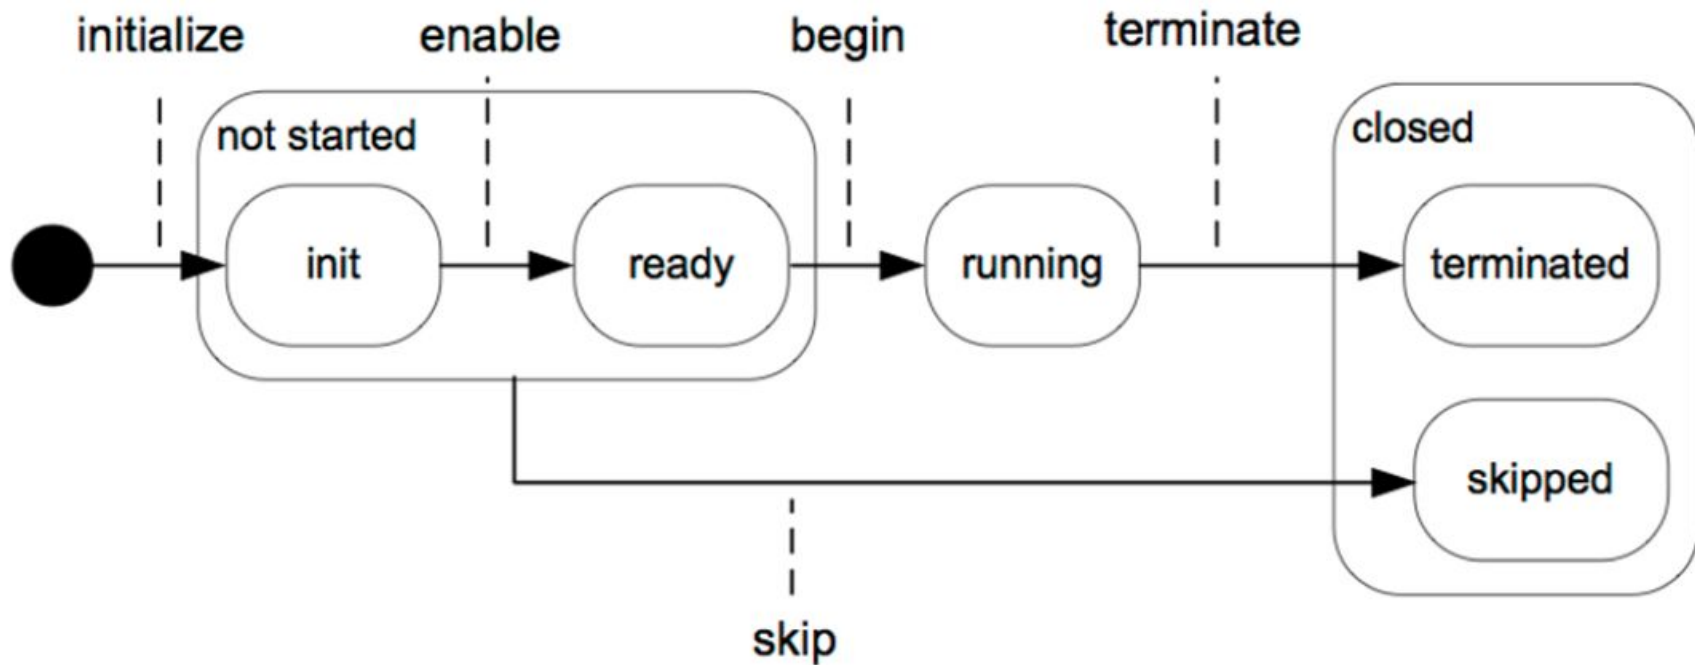 initialize
enable
begin
terminate
not started
closed
init
ready
running
terminated
skipped
skip